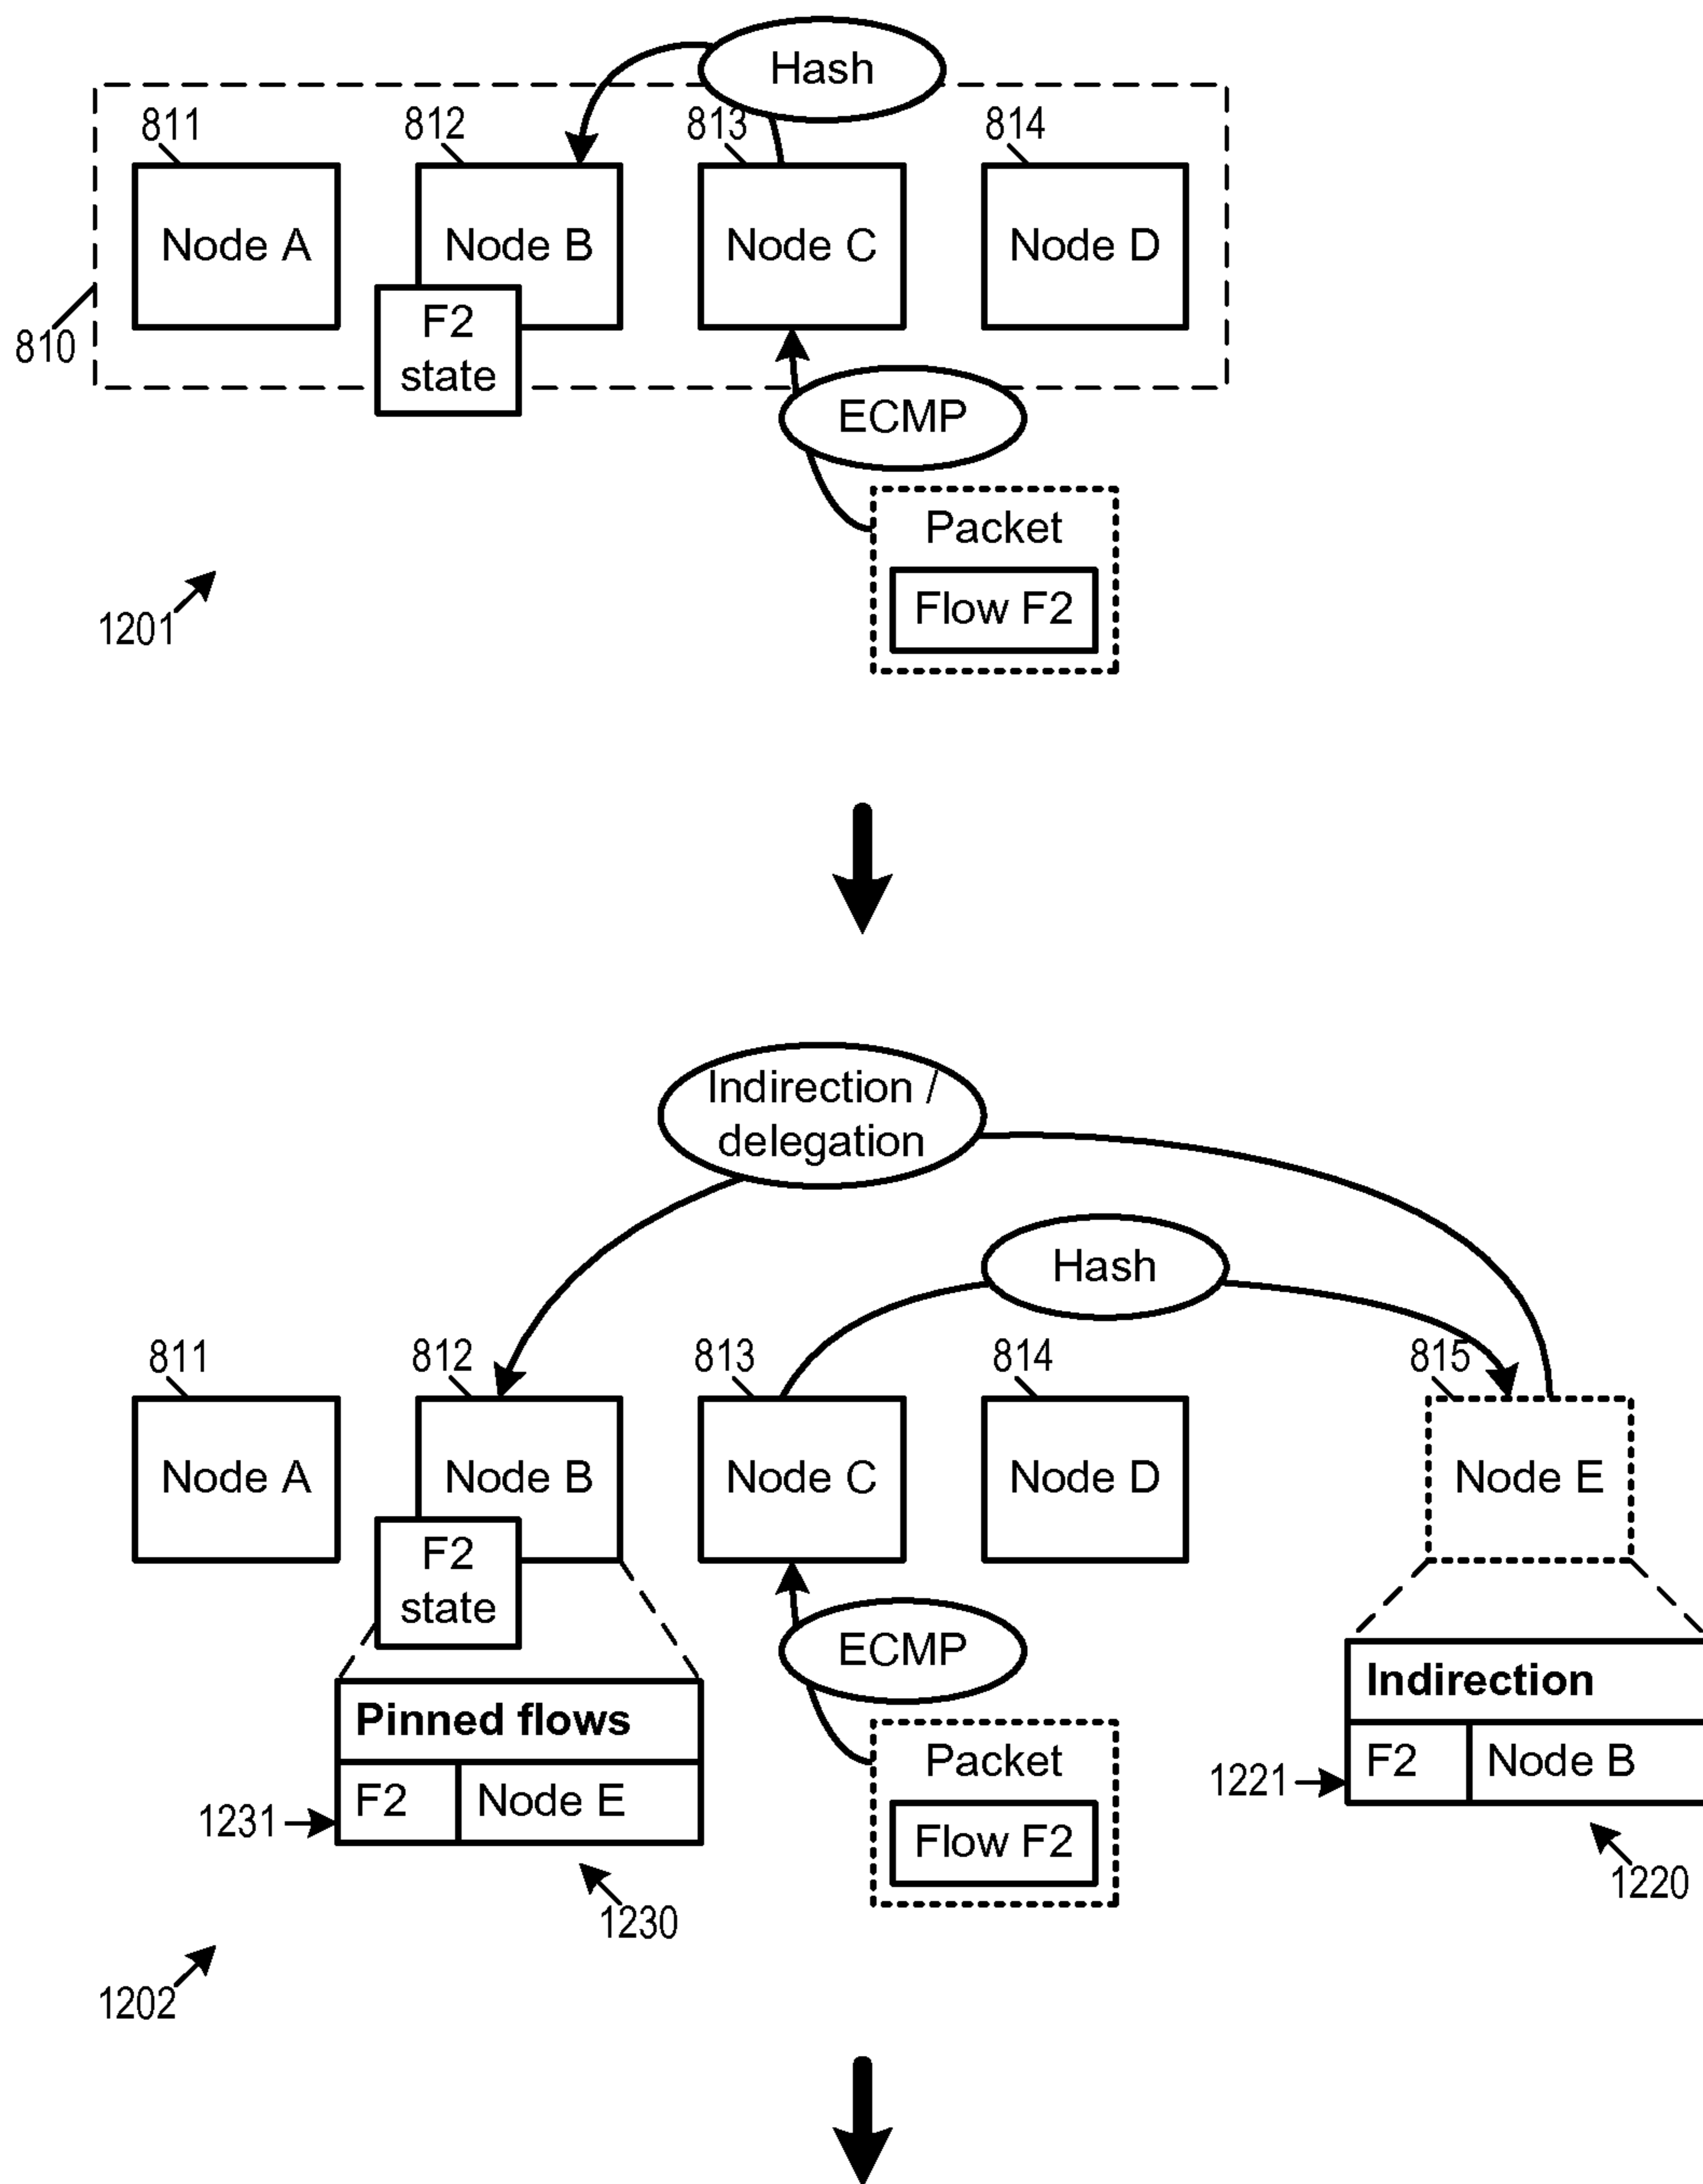 Hash
811
812
813
814
Node A
Node B
Node C
Node D
F2
state
810
ECMP
Packet
Flow F2
1201
Indirection /
delegation
Hash
811
812
813
814
815
Node A
Node B
Node C
Node D
Node E
F2
state
ECMP
Indirection
Pinned flows
Packet
F2
Node B
1221
F2
Node E
1231
Flow F2
1220
1230
1202